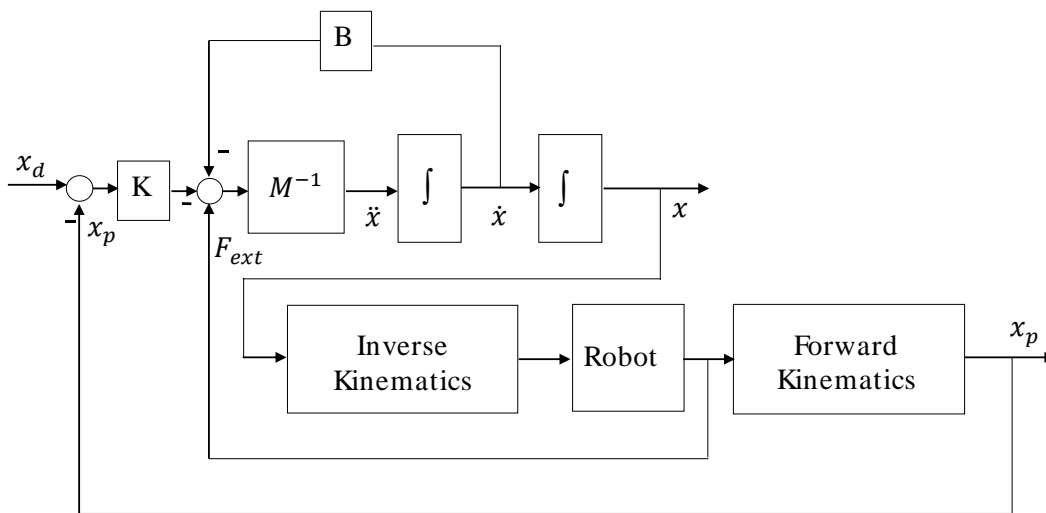 B
-
x_d
K
-
M^{-1}
∫
∫
-
x_p
F_{ext}
ẍ
ẋ
x
Inverse
Kinematics
Robot
Forward
Kinematics
x_p